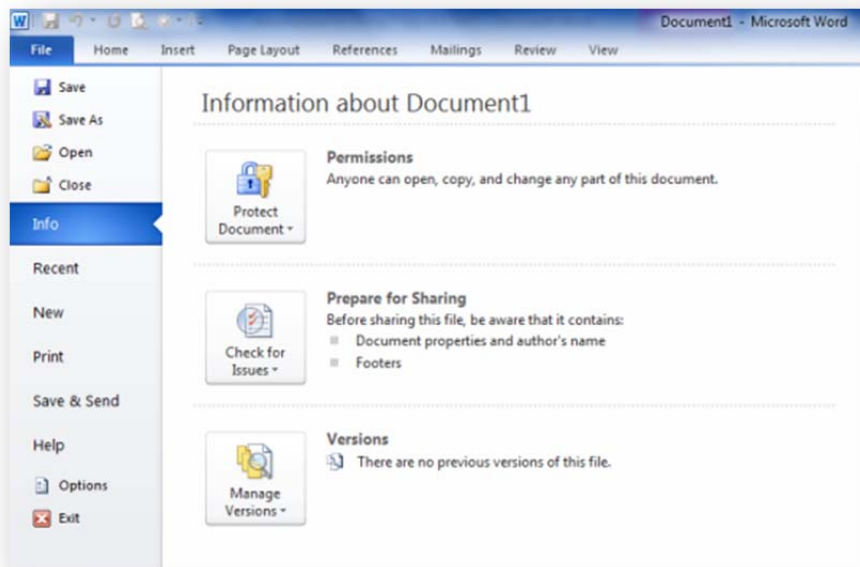 W
Document1 - Microsoft Word
File Home Insert Page Layout References Mailings Review View
Save
Save As
Open
Close
Info
Recent
New
Print
Save & Send
Help
Options
Exit
Information about Document1
Protect
Document
Permissions
Anyone can open, copy, and change any part of this document.
Check for
Issues
Prepare for Sharing
Before sharing this file, be aware that it contains:
Document properties and author's name
Footers
Manage
Versions
Versions
There are no previous versions of this file.